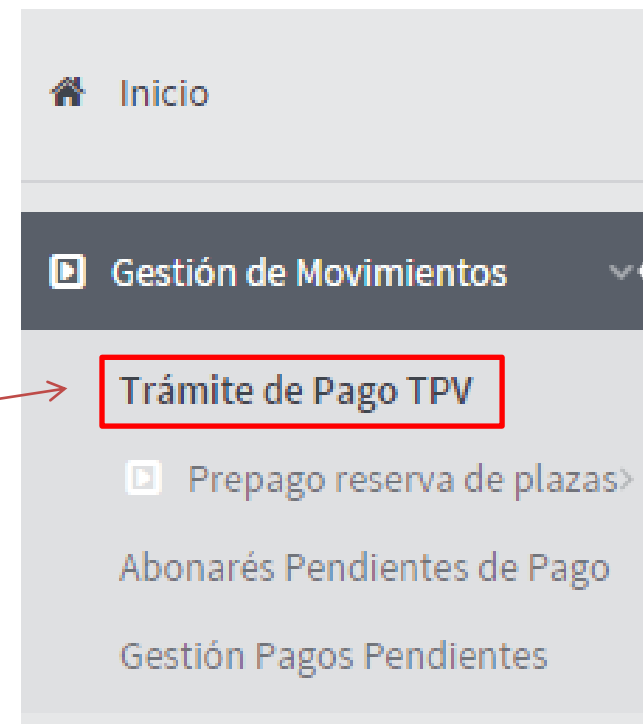 Inicio
Gestión de Movimientos
Trámite de Pago TPV
Prepago reserva de plazas
Abonarés Pendientes de Pago
Gestión Pagos Pendientes